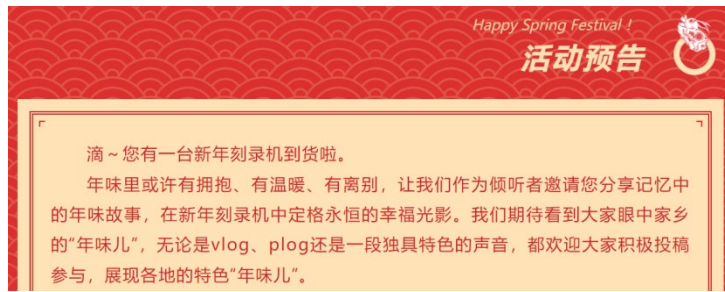 Happy Spring Festival !
活动预告
滴～您有一台新年刻录机到货啦。
年味里或许有拥抱、有温暖、有离别，让我们作为倾听者邀请您分享记忆中
的年味故事，在新年刻录机中定格永恒的幸福光影。我们期待看到大家眼中家乡
的“年味儿”，无论是vlog、plog还是一段独具特色的声音，都欢迎大家积极投稿
参与，展现各地的特色“年味儿”。